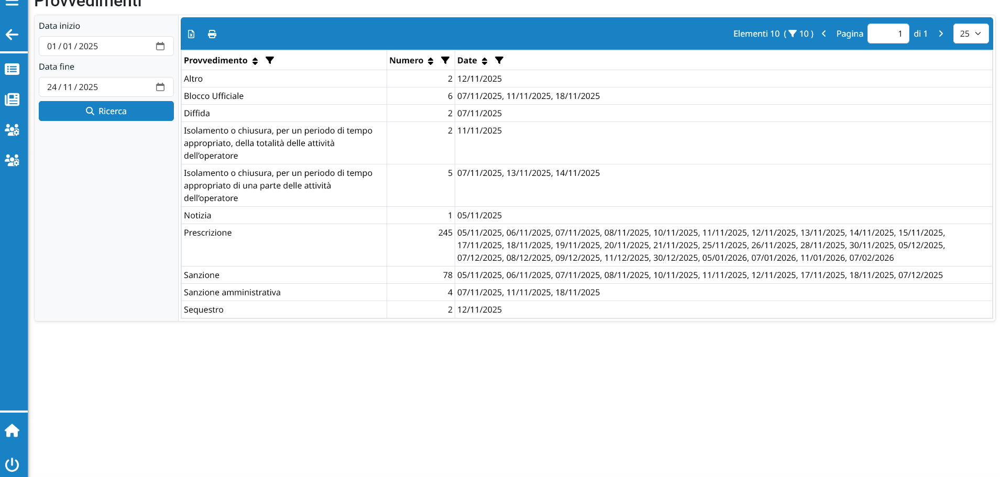 Provvedimenti
Data inizio
01/01/2025
Data fine
24/11/2025
Ricerca
Elementi 10 ( 10 ) Pagina 1 di 1 25
Provvedimento Numero Date
Altro 2 12/11/2025
Blocco Ufficiale 6 07/11/2025, 11/11/2025, 18/11/2025
Diffida 2 07/11/2025
Isolamento o chiusura, per un periodo di tempo 2 11/11/2025
appropriato, della totalità delle attività
dell'operatore
Isolamento o chiusura, per un periodo di tempo 5 07/11/2025, 13/11/2025, 14/11/2025
appropriato di una parte delle attività
dell'operatore
Notizia 1 05/11/2025
Prescrizione 245 05/11/2025, 06/11/2025, 07/11/2025, 08/11/2025, 10/11/2025, 11/11/2025, 12/11/2025, 13/11/2025, 14/11/2025, 15/11/2025,
17/11/2025, 18/11/2025, 19/11/2025, 20/11/2025, 21/11/2025, 25/11/2025, 26/11/2025, 28/11/2025, 30/11/2025, 05/12/2025,
07/12/2025, 08/12/2025, 09/12/2025, 11/12/2025, 30/12/2025, 05/01/2026, 07/01/2026, 11/01/2026, 07/02/2026
Sanzione 78 05/11/2025, 06/11/2025, 07/11/2025, 08/11/2025, 10/11/2025, 11/11/2025, 12/11/2025, 17/11/2025, 18/11/2025, 07/12/2025
Sanzione amministrativa 4 07/11/2025, 11/11/2025, 18/11/2025
Sequestro 2 12/11/2025